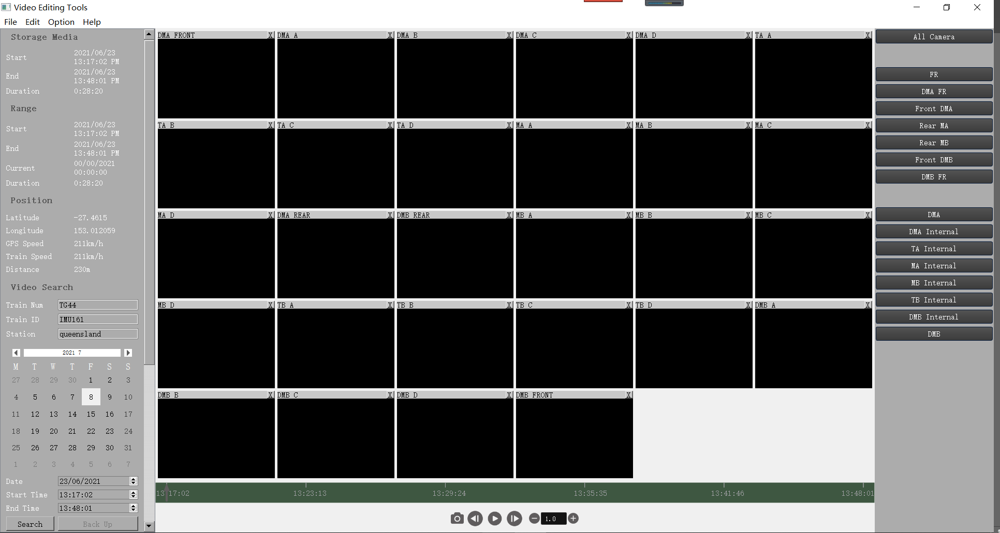 Video Editing Tools
File Edit Option Help
Storage Media
Start 2021/06/23 13:17:02 PM
End 2021/06/23 13:48:01 PM
Duration 0:28:20
Range
Start 2021/06/23 13:17:02 PM
End 2021/06/23 13:48:01 PM
Current 00/00/2021 00:00:00
Duration 0:28:20
Position
Latitude -27.4615
Longitude 153.012059
GPS Speed 211km/h
Train Speed 211km/h
Distance 230m
Video Search
Train Num TG44
Train ID IMU161
Station queensland
2021 7
M T W T F S S
27 28 29 30 1 2 3
4 5 6 7 8 9 10
11 12 13 14 15 16 17
18 19 20 21 22 23 24
25 26 27 28 29 30 31
1 2 3 4 5 6 7
Date 23/06/2021
Start Time 13:17:02
End Time 13:48:01
Search Back Up
DMA FRONT X DMA A X DMA B X DMA C X DMA D X TA A X
TA B X TA C X TA D X MA A X MA B X MA C X
MA D X DMA REAR X DMB REAR X MB A X MB B X MB C X
MB D X TB A X TB B X TB C X TB D X DMB A X
DMB B X DMB C X DMB D X DMB FRONT X
13:17:02 13:23:13 13:29:24 13:35:35 13:41:46 13:48:01
1.0
All Camera
FR
DMA FR
Front DMA
Rear MA
Rear MB
Front DMB
DMB FR
DMA
DMA Internal
TA Internal
MA Internal
MB Internal
TB Internal
DMB Internal
DMB